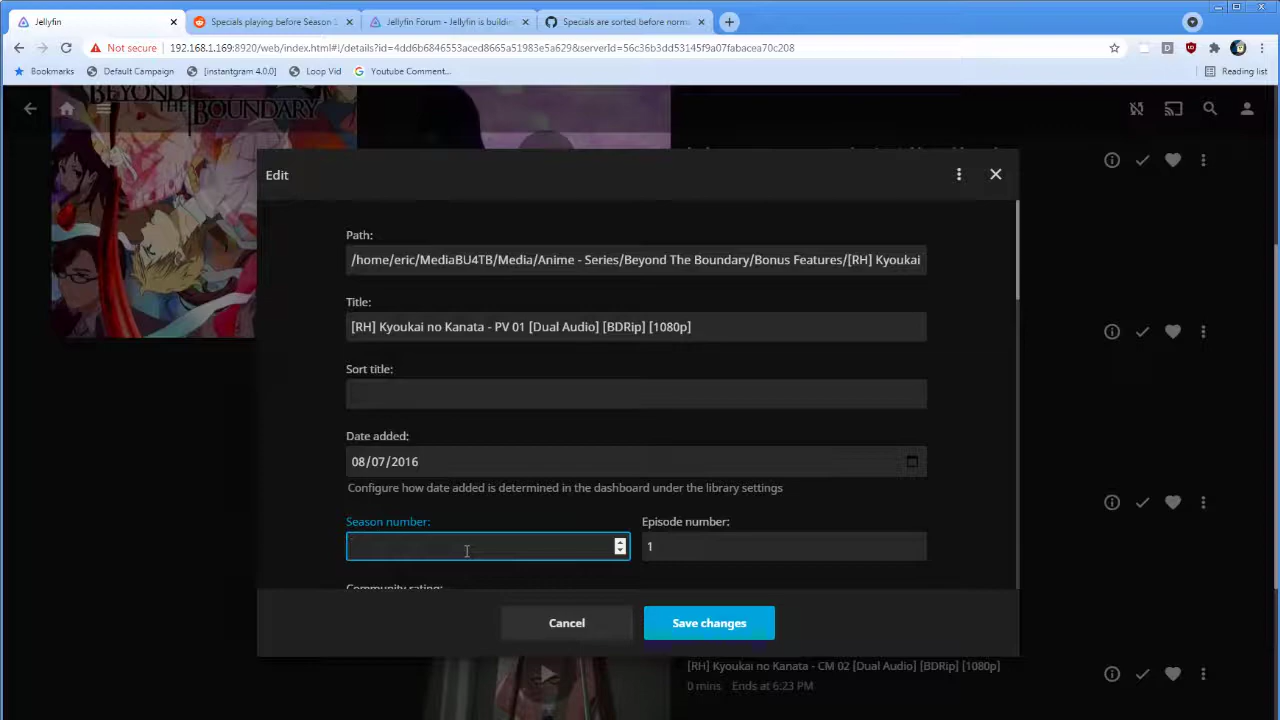 Jellyfin
Specials playing before Season 1
Jellyfin Forum - Jellyfin is buildin
Specials are sorted before norma
Not secure
192.168.1.169:8920/web/index.html#!/details?id=4dd6b6846553aced8665a51985b5a629&serverId=56c36b3dd53145f9a07fabacea70c208
Bookmarks
Default Campaign
[instantgram 4.0.0]
Loop Vid
Youtube Comment...
Reading list
BEYOND
THE BOUNDARY
Edit
Path:
/home/eric/MediaBU4TB/Media/Anime - Series/Beyond The Boundary/Bonus Features/[RH] Kyoukai
Title:
[RH] Kyoukai no Kanata - PV 01 [Dual Audio] [BDRip] [1080p]
Sort title:
Date added:
08/07/2016
Configure how date added is determined in the dashboard under the library settings
Season number:
Episode number:
1
Community rating:
Cancel
Save changes
[RH] Kyoukai no Kanata - CM 02 [Dual Audio] [BDRip] [1080p]
0 mins
Ends at 6:23 PM